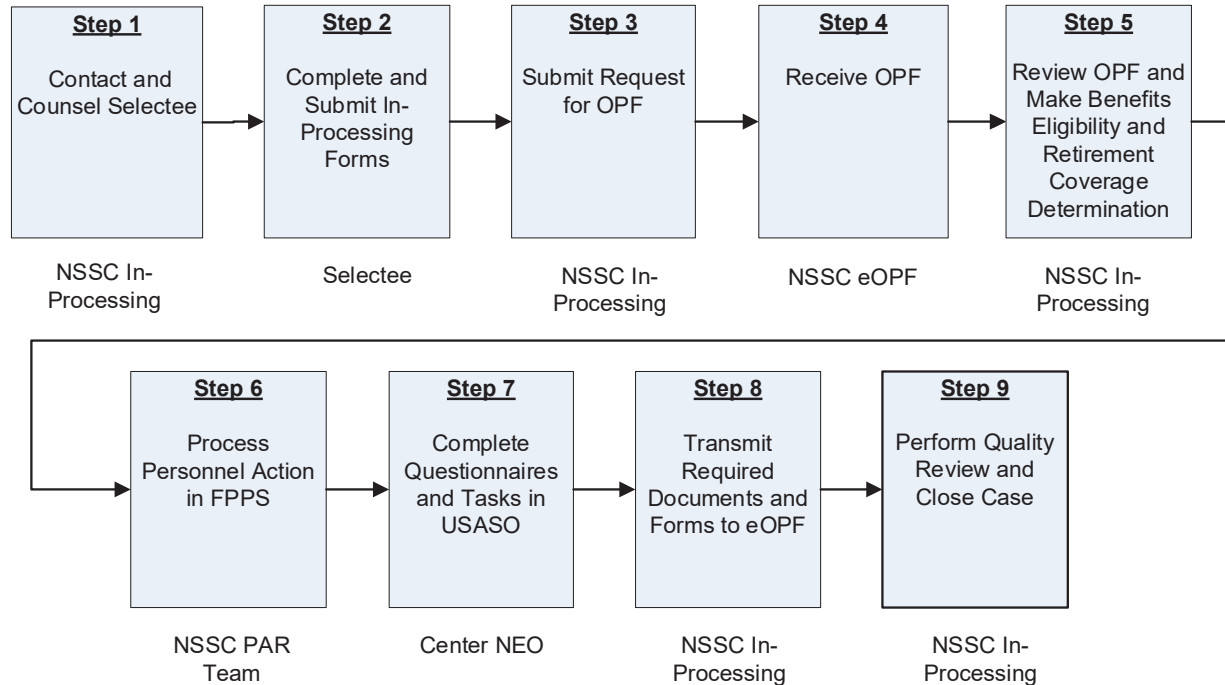 Step 1
Contact and
Counsel Selectee
NSSC In-
Processing
Step 2
Complete and
Submit In-
Processing
Forms
Selectee
Step 3
Submit Request
for OPF
NSSC In-
Processing
Step 4
Receive OPF
NSSC eOPF
Step 5
Review OPF and
Make Benefits
Eligibility and
Retirement
Coverage
Determination
NSSC In-
Processing
Step 6
Process
Personnel Action
in FPPS
NSSC PAR
Team
Step 7
Complete
Questionnaires
and Tasks in
USASO
Center NEO
Step 8
Transmit
Required
Documents and
Forms to eOPF
NSSC In-
Processing
Step 9
Perform Quality
Review and
Close Case
NSSC In-
Processing